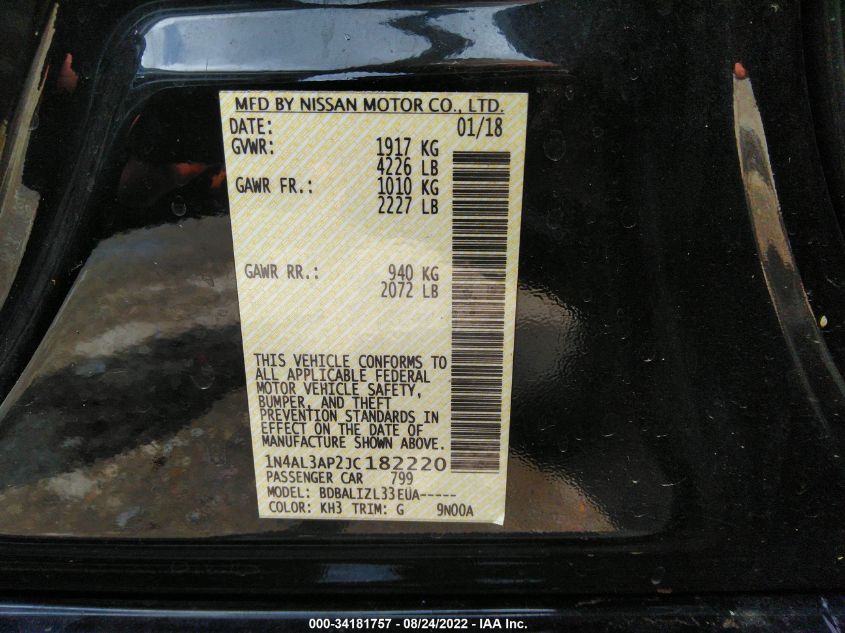 MFD BY NISSAN MOTOR CO., LTD.
DATE: 01/18
GVWR: 1917 KG
4226 LB
GAWR FR.: 1010 KG
2227 LB
GAWR RR.: 940 KG
2072 LB
THIS VEHICLE CONFORMS TO
ALL APPLICABLE FEDERAL
MOTOR VEHICLE SAFETY,
BUMPER, AND THEFT
PREVENTION STANDARDS IN
EFFECT ON THE DATE OF
MANUFACTURE SHOWN ABOVE.
1N4AL3AP2JC182220
PASSENGER CAR 799
MODEL: BDBALIZL33EUA-----
COLOR: KH3 TRIM: G 9N00A
000-34181757 - 08/24/2022 - IAA Inc.